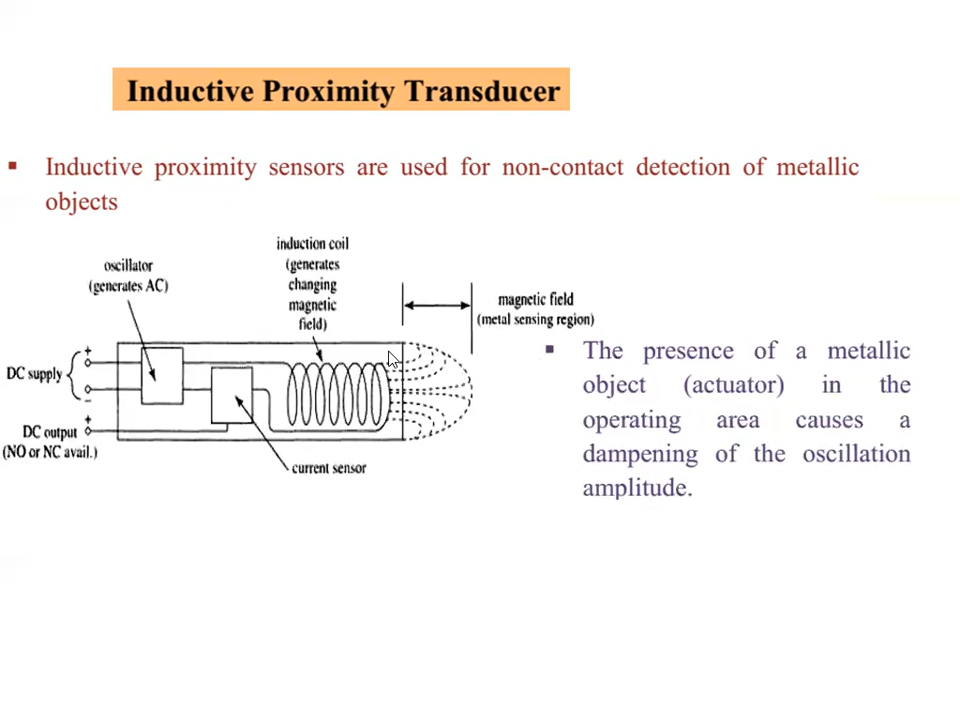 Inductive Proximity Transducer
▪ Inductive proximity sensors are used for non-contact detection of metallic
objects
induction coil
(generates
changing
magnetic
field)
oscillator
(generates AC)
magnetic field
(metal sensing region)
DC supply
+
−
+
DC output
(NO or NC avail.)
current sensor
▪ The presence of a metallic
object (actuator) in the
operating area causes a
dampening of the oscillation
amplitude.